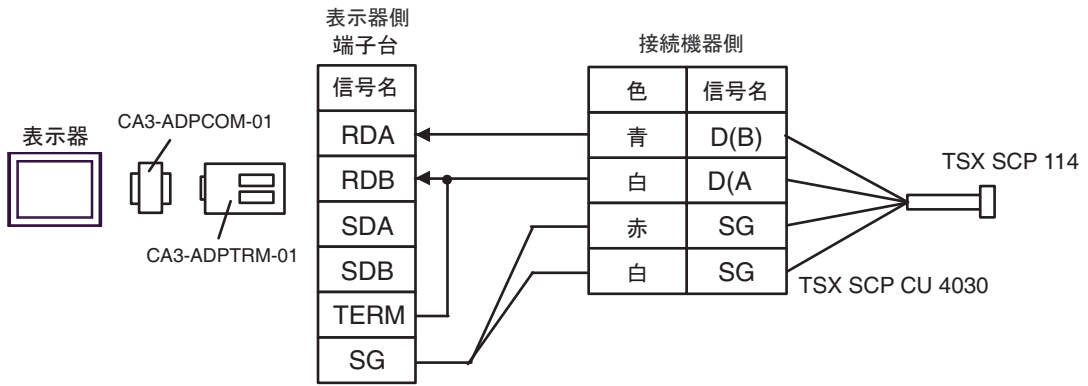 表示器側
端子台
信号名
RDA
RDB
SDA
SDB
TERM
SG
接続機器側
色 信号名
青 D(B)
白 D(A
赤 SG
白 SG
表示器
CA3-ADPCOM-01
CA3-ADPTRM-01
TSX SCP 114
TSX SCP CU 4030